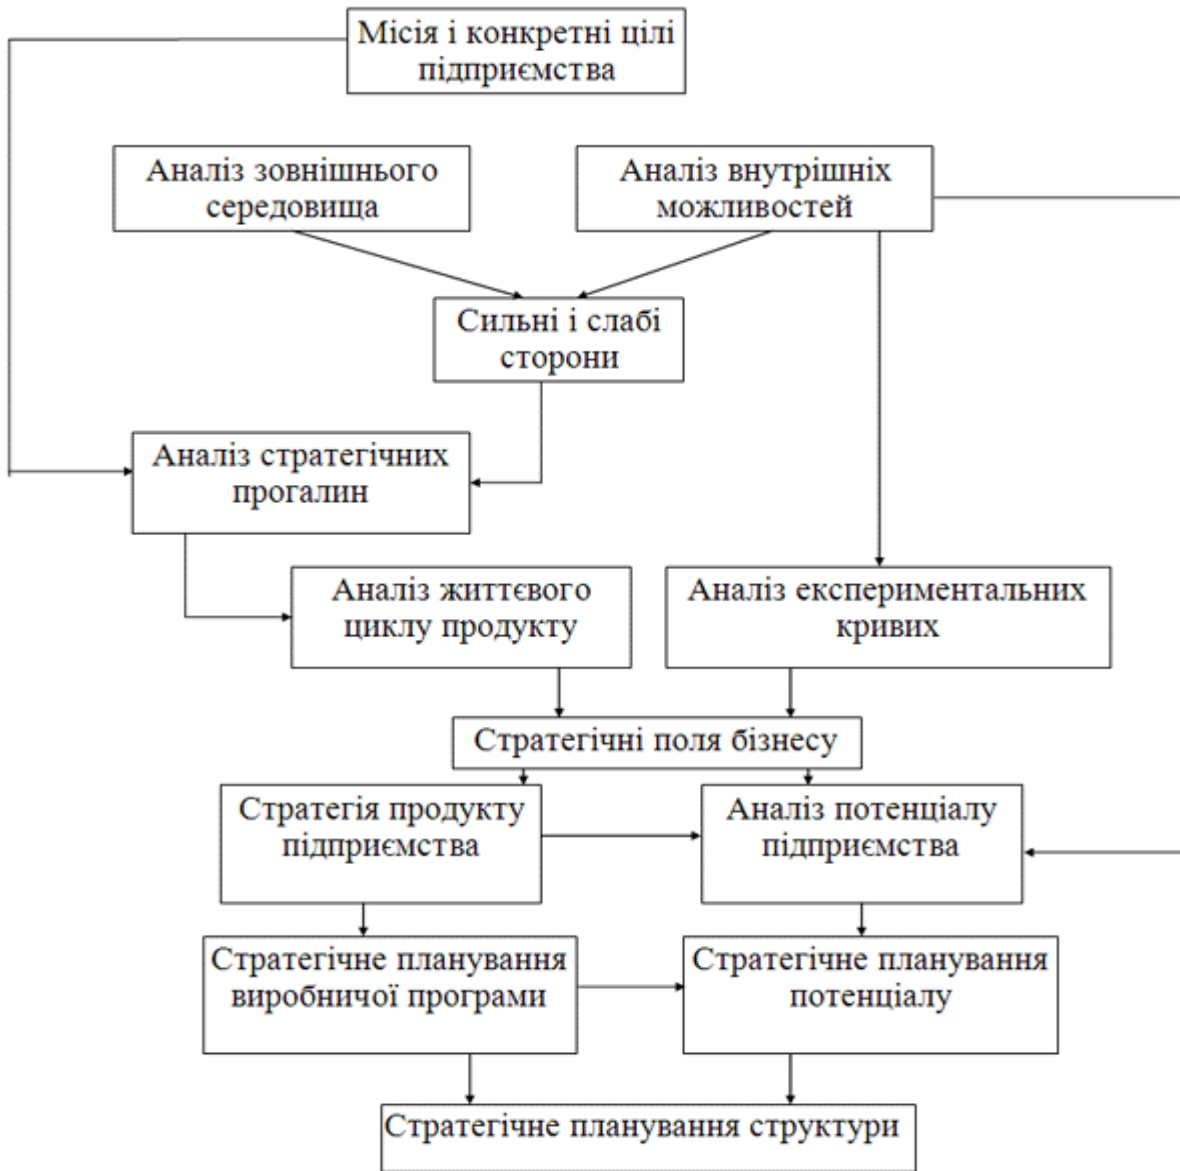 Місія і конкретні цілі
підприємства
Аналіз зовнішнього
середовища
Аналіз внутрішніх
можливостей
Сильні і слабі
сторони
Аналіз стратегічних
прогалин
Аналіз життєвого
циклу продукту
Аналіз експериментальних
кривих
Стратегічні поля бізнесу
Стратегія продукту
підприємства
Аналіз потенціалу
підприємства
Стратегічне планування
виробничої програми
Стратегічне планування
потенціалу
Стратегічне планування структури